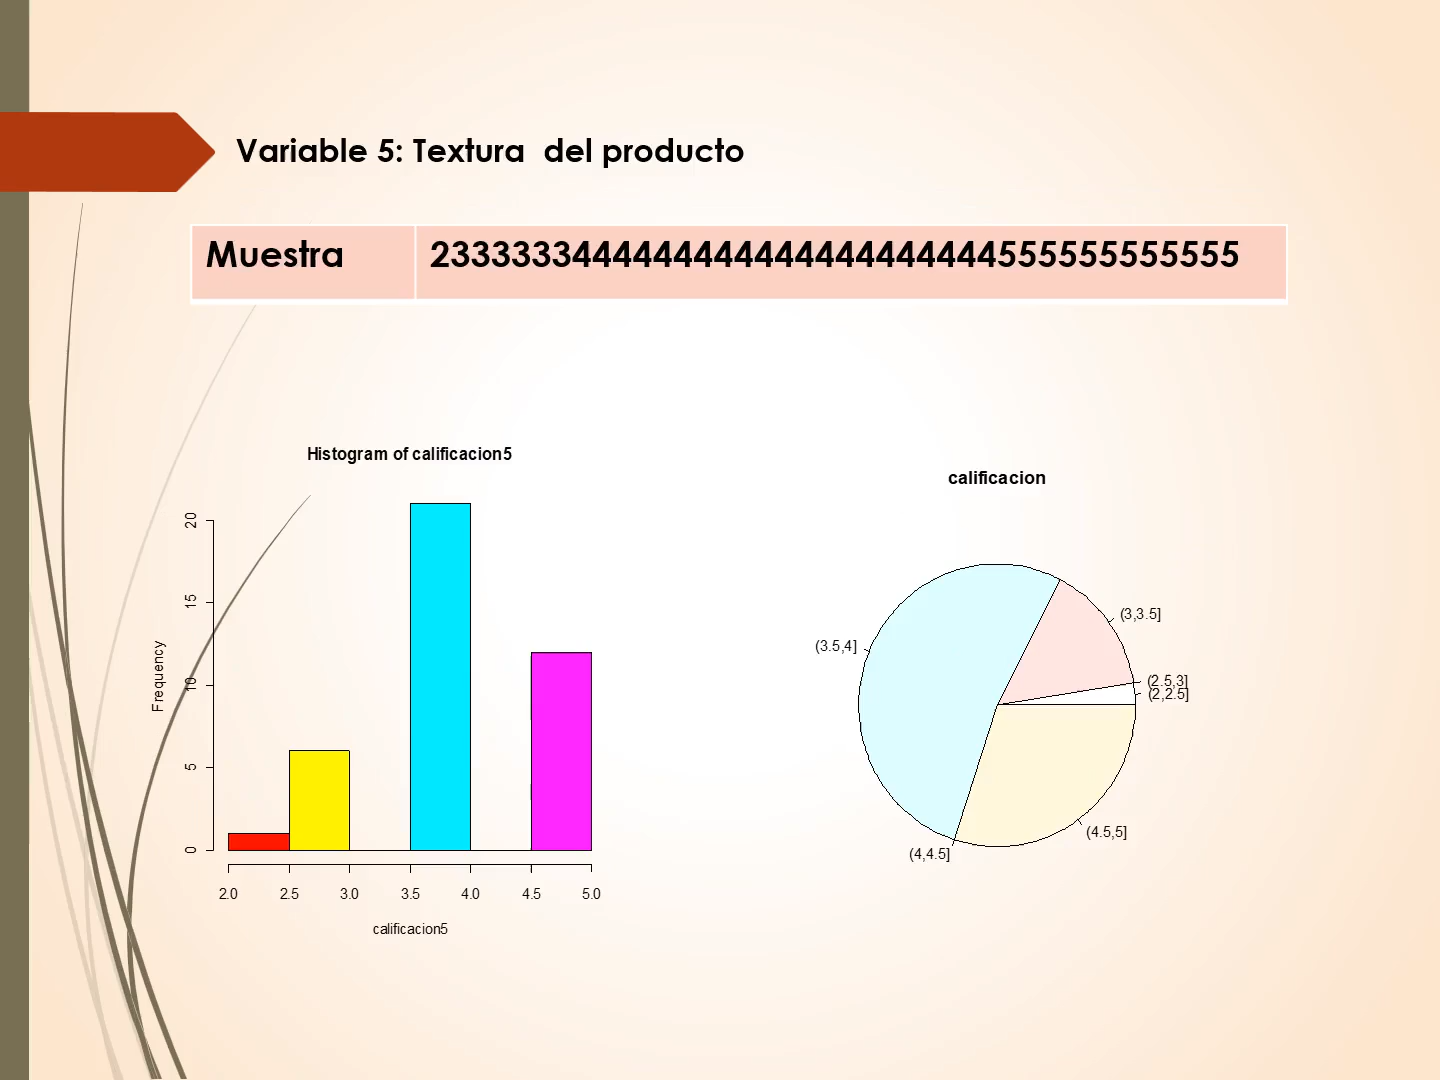 Variable 5: Textura del producto
Muestra 2333333444444444444444444444555555555555
Histogram of calificacion5
Frequency
0 5 10 15 20
2.0 2.5 3.0 3.5 4.0 4.5 5.0
calificacion5
calificacion
(3,3.5]
(3.5,4]
(2.5,3]
(2,2.5]
(4.5,5]
(4,4.5]